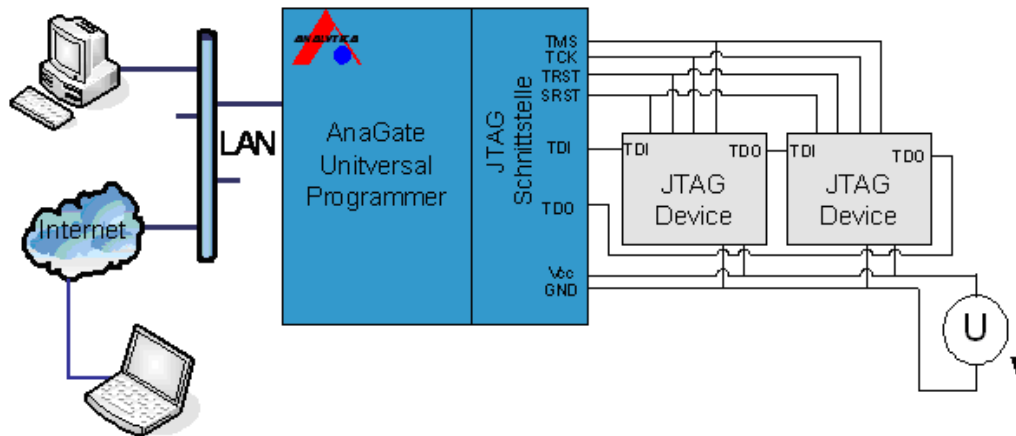 ANALYTICA
LAN
Internet
AnaGate
Unitversal
Programmer
JTAG
Schnittstelle
TMS
TCK
TRST
SRST
TDI
TDO
Vcc
GND
TDI
TDO
JTAG
Device
TDI
TDO
JTAG
Device
U